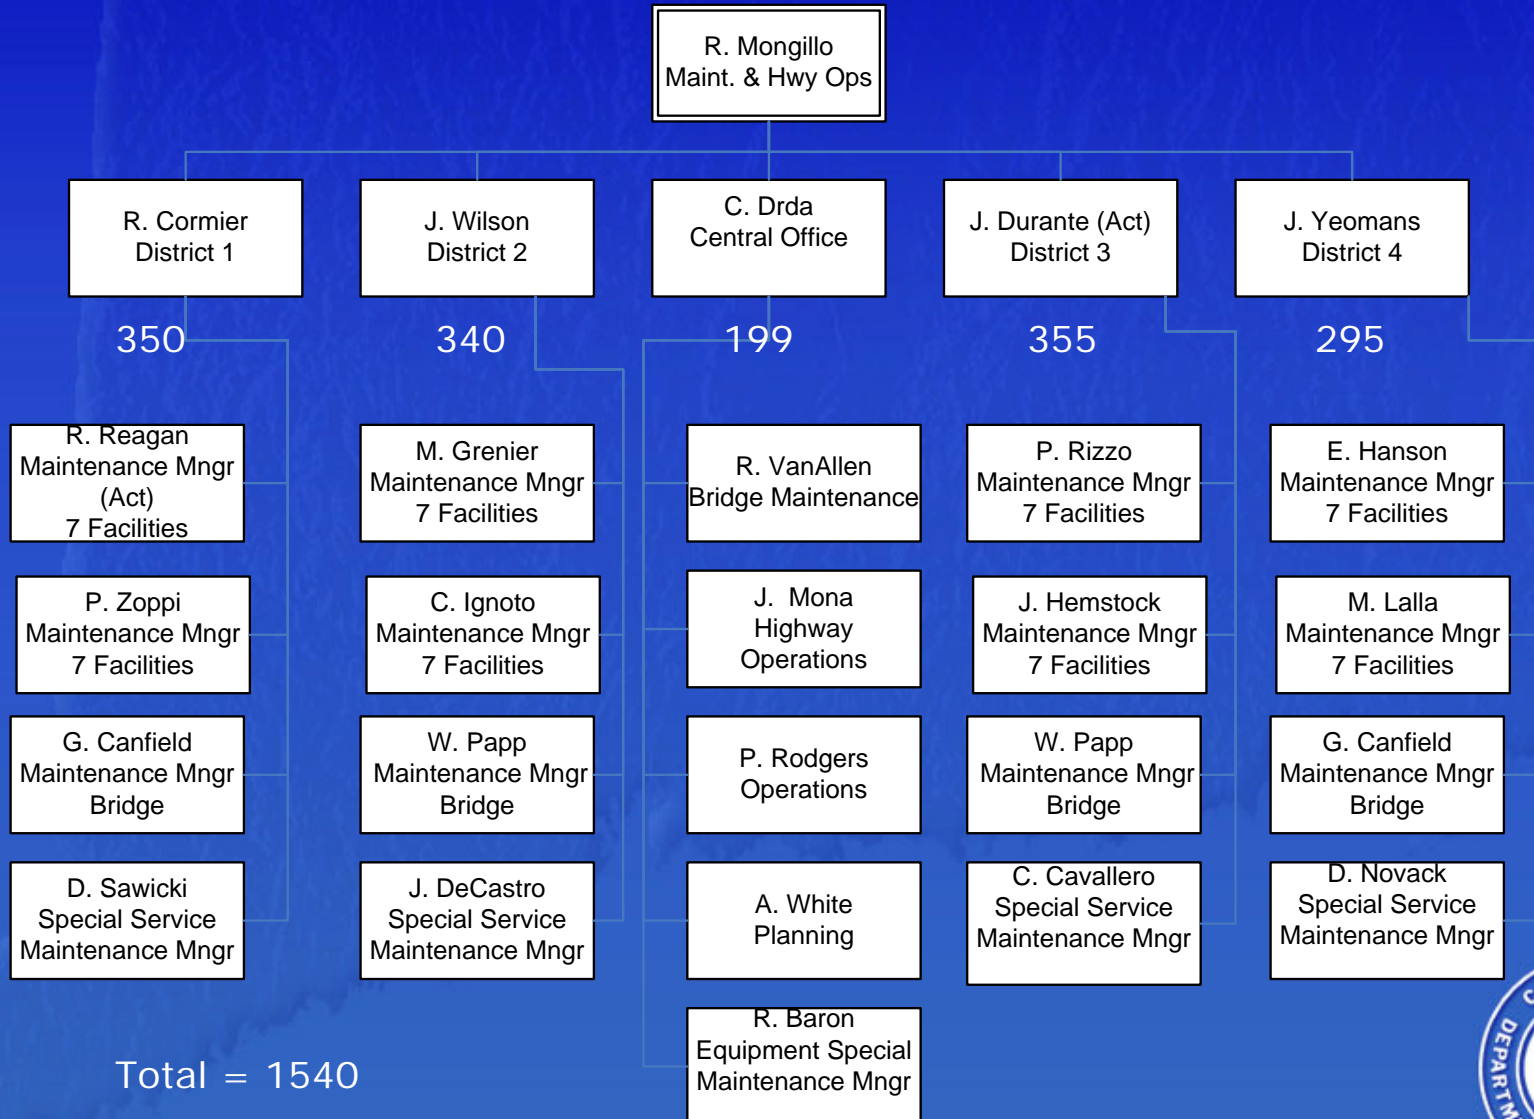 R. Mongillo
Maint. & Hwy Ops
R. Cormier
District 1
J. Wilson
District 2
C. Drda
Central Office
J. Durante (Act)
District 3
J. Yeomans
District 4
350
340
199
355
295
R. Reagan
Maintenance Mngr
(Act)
7 Facilities
M. Grenier
Maintenance Mngr
7 Facilities
R. VanAllen
Bridge Maintenance
P. Rizzo
Maintenance Mngr
7 Facilities
E. Hanson
Maintenance Mngr
7 Facilities
P. Zoppi
Maintenance Mngr
7 Facilities
C. Ignoto
Maintenance Mngr
7 Facilities
J. Mona
Highway
Operations
J. Hemstock
Maintenance Mngr
7 Facilities
M. Lalla
Maintenance Mngr
7 Facilities
G. Canfield
Maintenance Mngr
Bridge
W. Papp
Maintenance Mngr
Bridge
P. Rodgers
Operations
W. Papp
Maintenance Mngr
Bridge
G. Canfield
Maintenance Mngr
Bridge
D. Sawicki
Special Service
Maintenance Mngr
J. DeCastro
Special Service
Maintenance Mngr
A. White
Planning
C. Cavallero
Special Service
Maintenance Mngr
D. Novack
Special Service
Maintenance Mngr
R. Baron
Equipment Special
Maintenance Mngr
Total = 1540